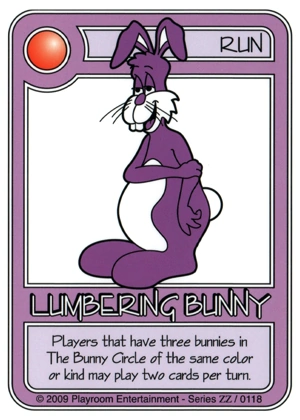 RUN
LUMBERING BUNNY
Players that have three bunnies in
The Bunny Circle of the same color
or kind may play two cards per turn.
© 2009 Playroom Entertainment - Series ZZ / 0118